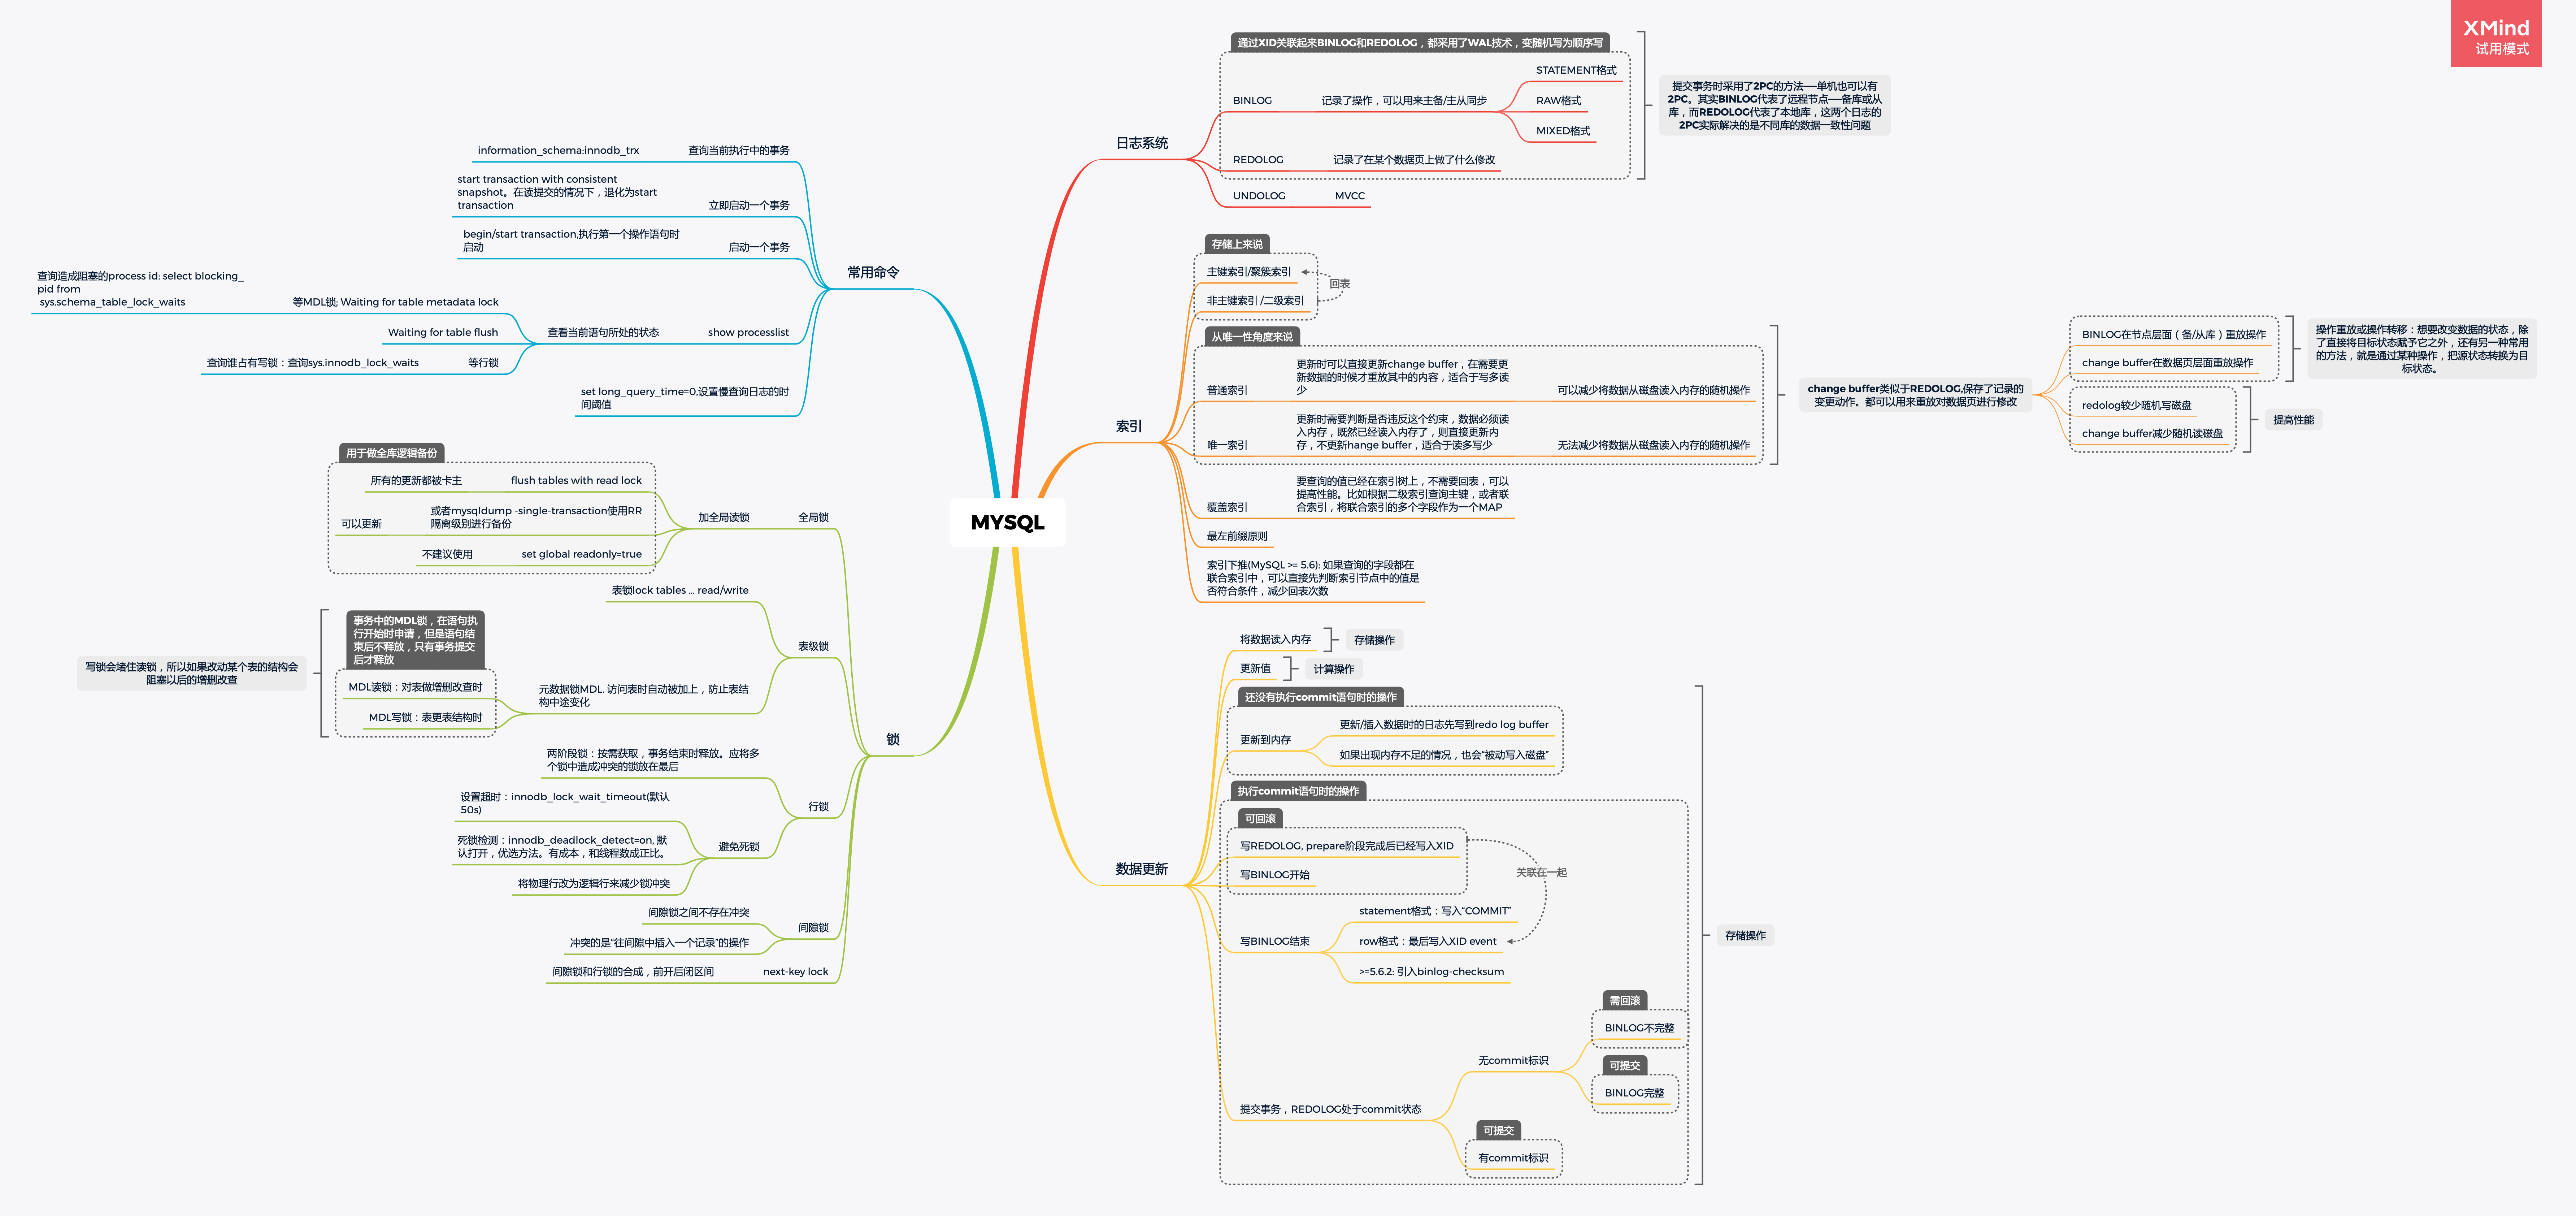 XMind
试用模式
MYSQL
日志系统
通过XID关联起来BINLOG和REDOLOG，都采用了WAL技术，变随机写为顺序写
BINLOG
记录了操作，可以用来主备/主从同步
STATEMENT格式
RAW格式
MIXED格式
REDOLOG
记录了在某个数据页上做了什么修改
UNDOLOG
MVCC
提交事务时采用了2PC的方法——单机也可以有
2PC。其实BINLOG代表了远程节点——备库或从
库，而REDOLOG代表了本地库，这两个日志的
2PC实际解决的是不同库的数据一致性问题
索引
存储上来说
主键索引/聚簇索引
非主键索引 /二级索引
回表
从唯一性角度来说
普通索引
更新时可以直接更新change buffer，在需要更
新数据的时候才重放其中的内容，适合于写多读
少
可以减少将数据从磁盘读入内存的随机操作
唯一索引
更新时需要判断是否违反这个约束，数据必须读
入内存，既然已经读入内存了，则直接更新内
存，不更新hange buffer，适合于读多写少
无法减少将数据从磁盘读入内存的随机操作
change buffer类似于REDOLOG,保存了记录的
变更动作。都可以用来重放对数据页进行修改
BINLOG在节点层面（备/从库）重放操作
change buffer在数据页层面重放操作
操作重放或操作转移：想要改变数据的状态，除
了直接将目标状态赋予它之外，还有另一种常用
的方法，就是通过某种操作，把源状态转换为目
标状态。
redolog较少随机写磁盘
change buffer减少随机读磁盘
提高性能
覆盖索引
要查询的值已经在索引树上，不需要回表，可以
提高性能。比如根据二级索引查询主键，或者联
合索引，将联合索引的多个字段作为一个MAP
最左前缀原则
索引下推(MySQL >= 5.6): 如果查询的字段都在
联合索引中，可以直接先判断索引节点中的值是
否符合条件，减少回表次数
数据更新
将数据读入内存
存储操作
更新值
计算操作
还没有执行commit语句时的操作
更新到内存
更新/插入数据时的日志先写到redo log buffer
如果出现内存不足的情况，也会“被动写入磁盘”
执行commit语句时的操作
可回滚
写REDOLOG, prepare阶段完成后已经写入XID
写BINLOG开始
关联在一起
写BINLOG结束
statement格式：写入“COMMIT”
row格式：最后写入XID event
>=5.6.2: 引入binlog-checksum
提交事务，REDOLOG处于commit状态
无commit标识
需回滚
BINLOG不完整
可提交
BINLOG完整
可提交
有commit标识
存储操作
常用命令
查询当前执行中的事务
information_schema:innodb_trx
立即启动一个事务
start transaction with consistent
snapshot。在读提交的情况下，退化为start
transaction
启动一个事务
begin/start transaction,执行第一个操作语句时
启动
show processlist
查看当前语句所处的状态
等MDL锁; Waiting for table metadata lock
查询造成阻塞的process id: select blocking_
pid from
sys.schema_table_lock_waits
Waiting for table flush
等行锁
查询谁占有写锁：查询sys.innodb_lock_waits
set long_query_time=0,设置慢查询日志的时
间阈值
锁
全局锁
加全局读锁
用于做全库逻辑备份
flush tables with read lock
所有的更新都被卡主
或者mysqldump -single-transaction使用RR
隔离级别进行备份
可以更新
set global readonly=true
不建议使用
表级锁
表锁lock tables ... read/write
元数据锁MDL. 访问表时自动被加上，防止表结
构中途变化
事务中的MDL锁，在语句执
行开始时申请，但是语句结
束后不释放，只有事务提交
后才释放
MDL读锁：对表做增删改查时
MDL写锁：表更表结构时
写锁会堵住读锁，所以如果改动某个表的结构会
阻塞以后的增删改查
行锁
两阶段锁：按需获取，事务结束时释放。应将多
个锁中造成冲突的锁放在最后
避免死锁
设置超时：innodb_lock_wait_timeout(默认
50s)
死锁检测：innodb_deadlock_detect=on, 默
认打开，优选方法。有成本，和线程数成正比。
将物理行改为逻辑行来减少锁冲突
间隙锁
间隙锁之间不存在冲突
冲突的是“往间隙中插入一个记录”的操作
next-key lock
间隙锁和行锁的合成，前开后闭区间